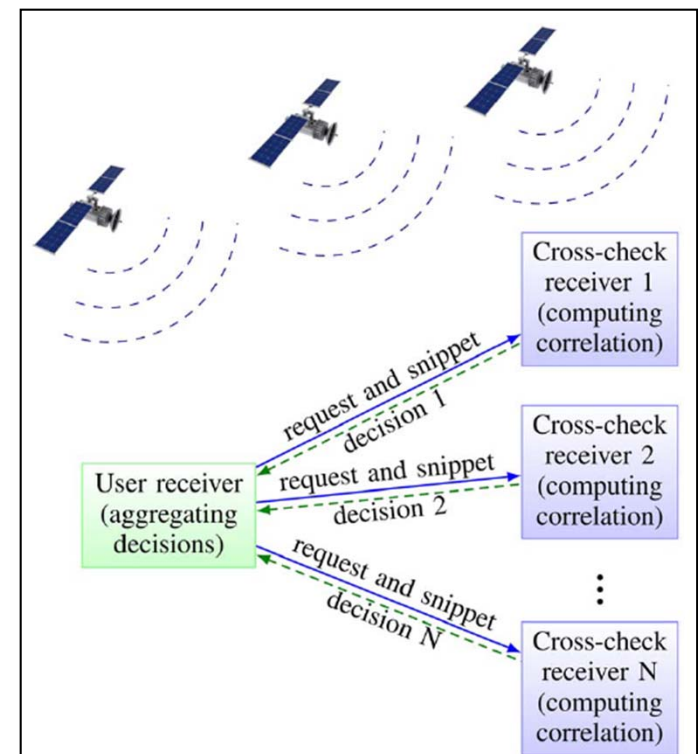 Cross-check
receiver 1
(computing
correlation)
request and snippet
decision 1
Cross-check
receiver 2
(computing
correlation)
request and snippet
decision 2
User receiver
(aggregating
decisions)
request and snippet
decision N
Cross-check
receiver N
(computing
correlation)